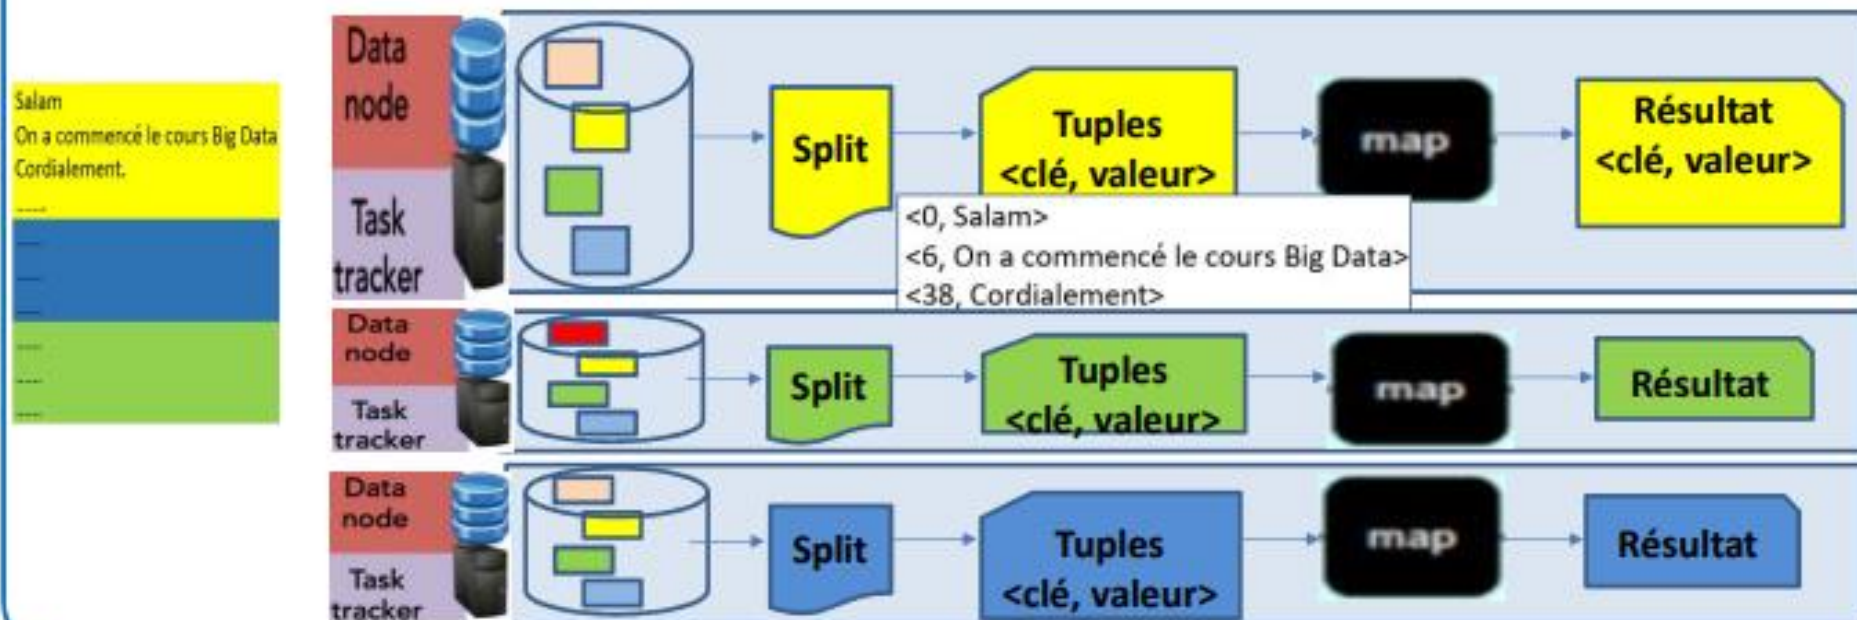 Salam
On a commencé le cours Big Data
Cordialement.
-----
----
----
----
----
----
----
Data
node
Task
tracker
Split
Tuples
<clé, valeur>
<0, Salam>
<6, On a commencé le cours Big Data>
<38, Cordialement>
map
Résultat
<clé, valeur>
Data
node
Task
tracker
Split
Tuples
<clé, valeur>
map
Résultat
Data
node
Task
tracker
Split
Tuples
<clé, valeur>
map
Résultat